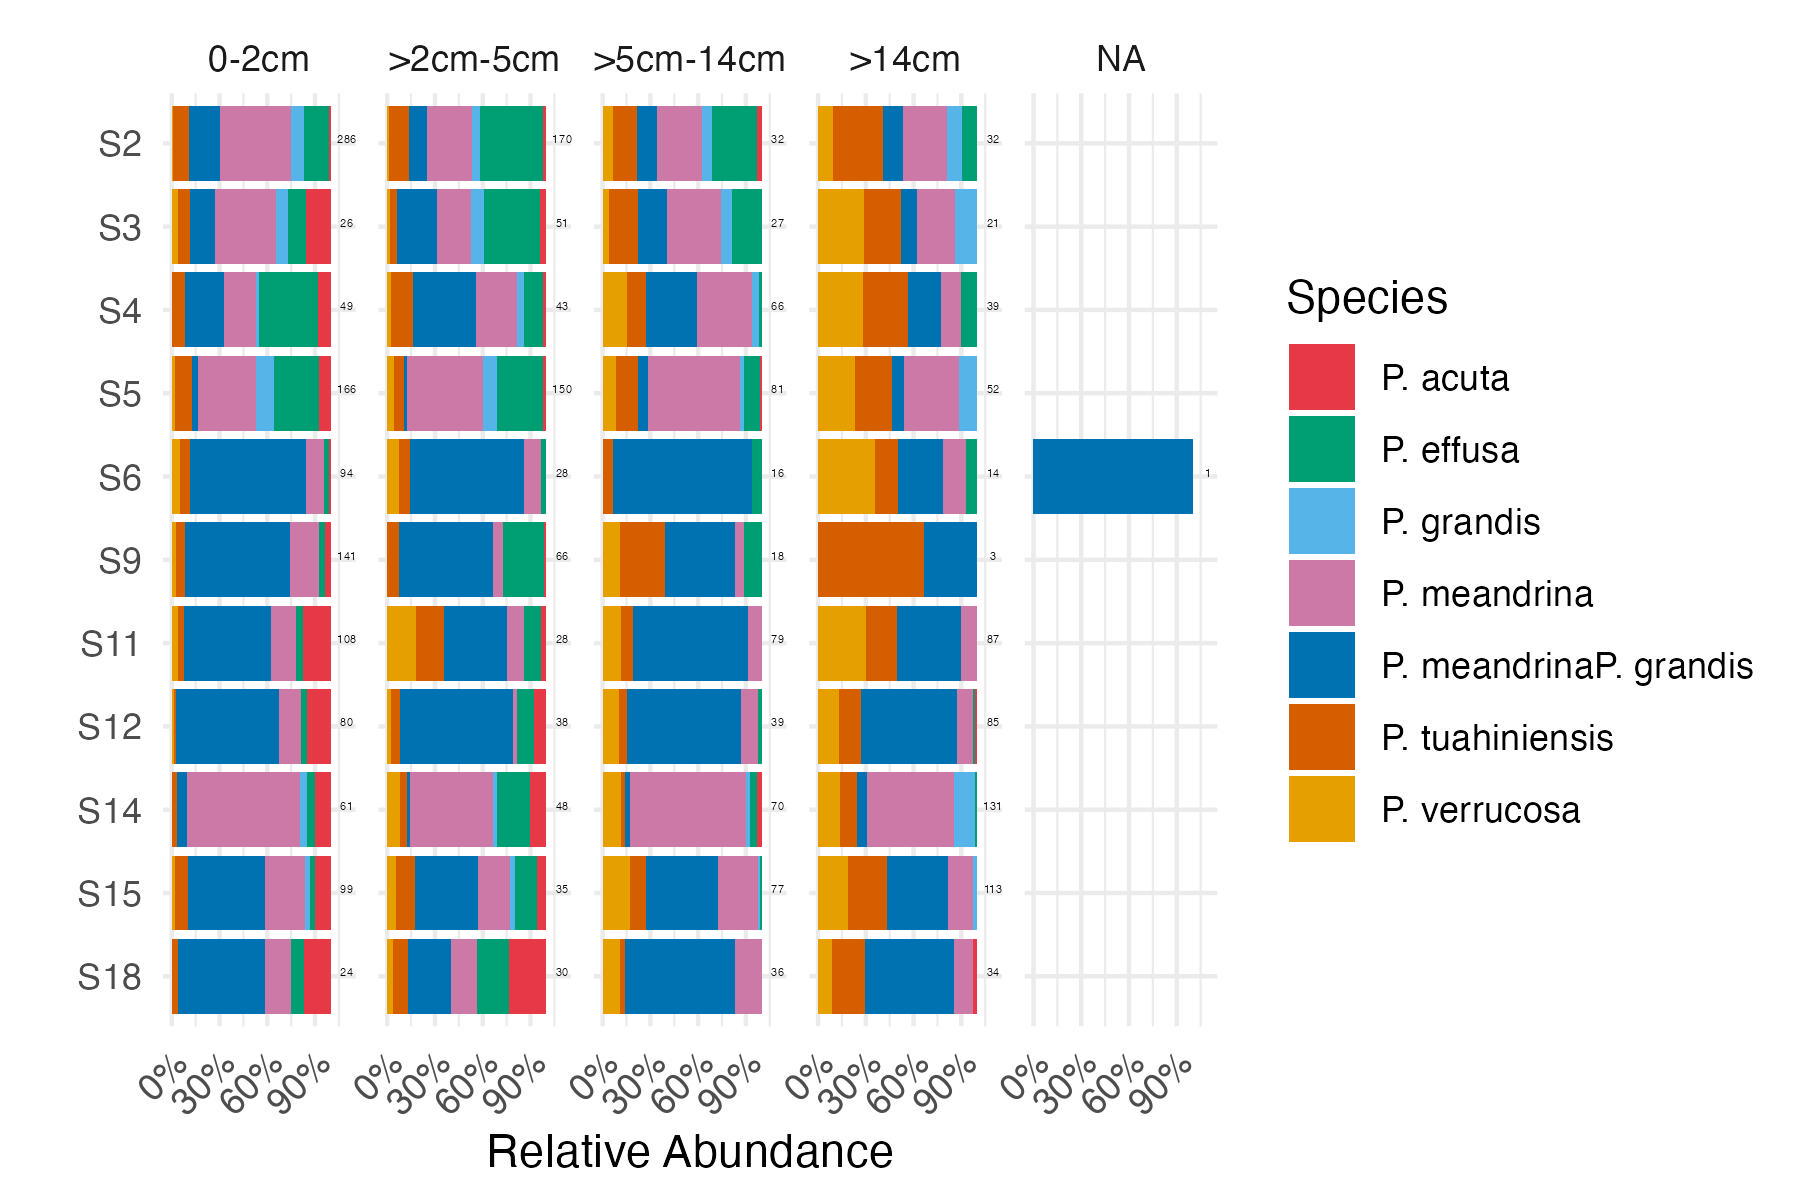 0-2cm >2cm-5cm >5cm-14cm >14cm NA
S2 286 170 32 32
S3 26 51 27 21
S4 49 43 66 39
S5 166 150 81 52
S6 94 28 16 14 1
S9 141 66 18 3
S11 108 28 79 87
S12 80 38 39 85
S14 61 48 70 131
S15 99 35 77 113
S18 24 30 36 34
0% 30% 60% 90% 0% 30% 60% 90% 0% 30% 60% 90% 0% 30% 60% 90% 0% 30% 60% 90%
Relative Abundance
Species
P. acuta
P. effusa
P. grandis
P. meandrina
P. meandrinaP. grandis
P. tuahiniensis
P. verrucosa